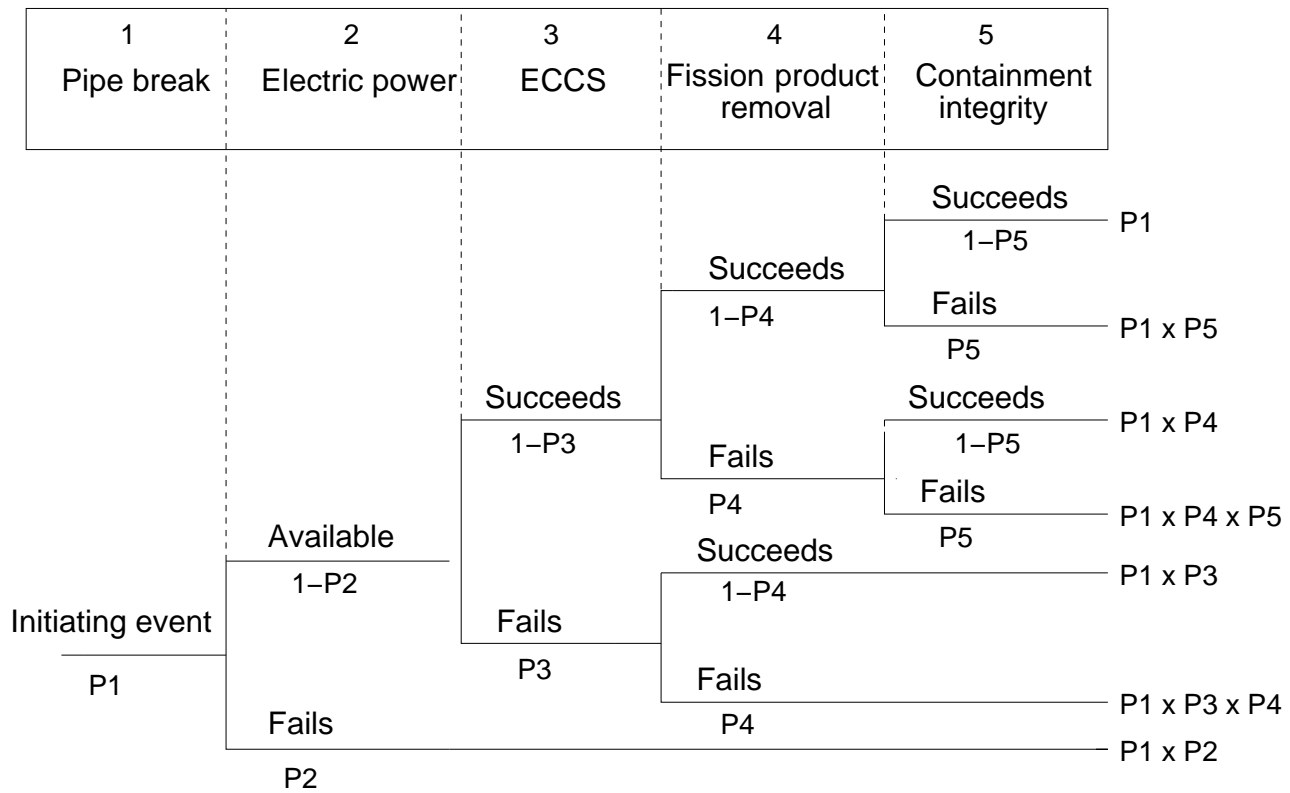 1
2
3
4
5
Pipe break
Electric power
ECCS
Fission product
removal
Containment
integrity
Succeeds
1–P5
P1
Succeeds
1–P4
Fails
P5
P1 x P5
Succeeds
1–P3
Succeeds
1–P5
P1 x P4
Fails
P4
Fails
P5
P1 x P4 x P5
Available
1–P2
Succeeds
1–P4
P1 x P3
Initiating event
P1
Fails
P3
Fails
P4
P1 x P3 x P4
Fails
P2
P1 x P2